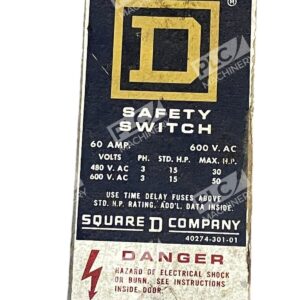 D
SAFETY
SWITCH
60 AMP. 600 V. AC
VOLTS PH. STD. H.P. MAX. H.P.
480 V. AC 3 15 30
600 V. AC 3 15 50
USE TIME DELAY FUSES ABOVE
STD. H.P. RATING. ADD'L. DATA INSIDE.
SQUARE D COMPANY
40274-301-01
DANGER
HAZARD OF ELECTRICAL SHOCK
OR BURN. SEE INSTRUCTIONS
INSIDE DOOR.
PLC
MACHINERY